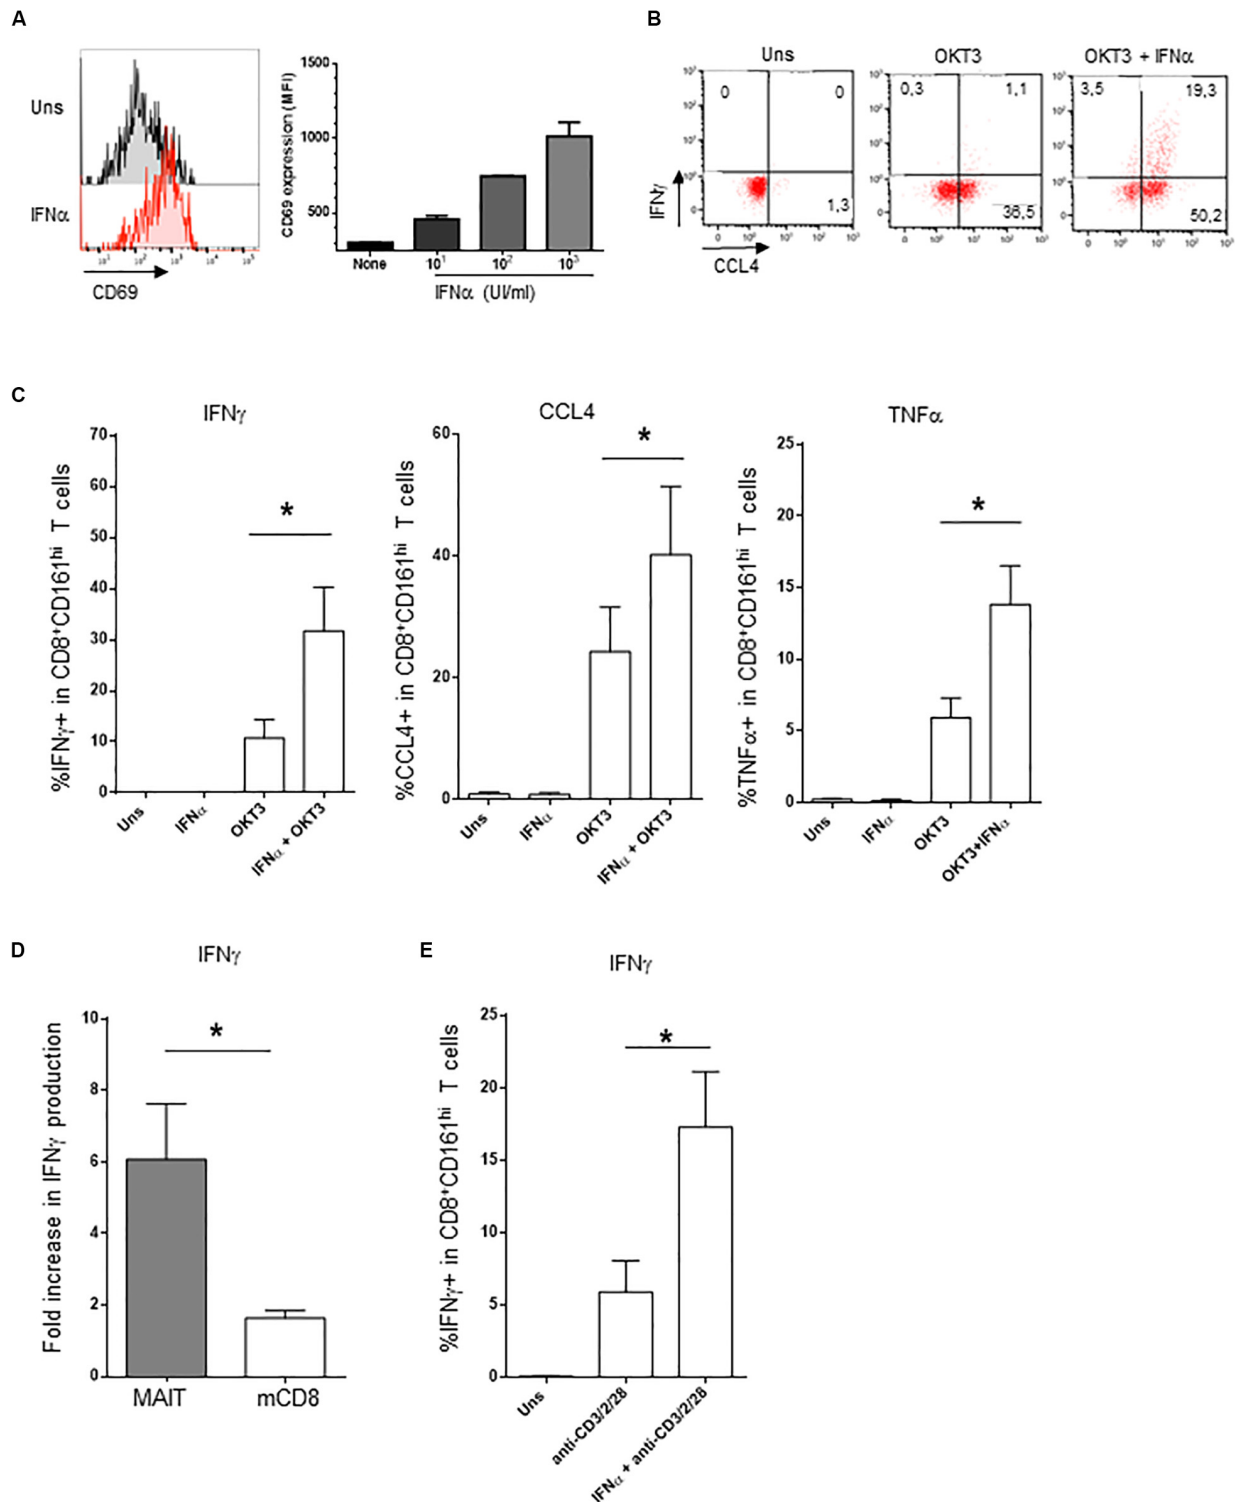 A
Uns
IFNα
10¹ 10² 10³ 10⁴ 10⁵
CD69
CD69 expression (MFI)
1500
1000
500
None 10¹ 10² 10³
IFNα (UI/ml)
B
Uns OKT3 OKT3 + IFNα
0 0
1,3
0,3 1,1
36,5
3,5 19,3
50,2
IFNγ
CCL4
C
IFNγ
%IFNγ+ in CD8⁺CD161ʰⁱ T cells
70
60
50
40
30
20
10
0
*
Uns IFNα OKT3 IFNα + OKT3
CCL4
%CCL4+ in CD8⁺CD161ʰⁱ T cells
60
40
20
0
*
Uns IFNα OKT3 IFNα + OKT3
TNFα
%TNFα+ in CD8⁺CD161ʰⁱ T cells
25
20
15
10
5
0
*
Uns IFNα OKT3 OKT3+IFNα
D
IFNγ
Fold increase in IFNγ production
10
8
6
4
2
0
*
MAIT mCD8
E
IFNγ
%IFNγ+ in CD8⁺CD161ʰⁱ T cells
25
20
15
10
5
0
*
Uns anti-CD3/2/28 IFNα + anti-CD3/2/28